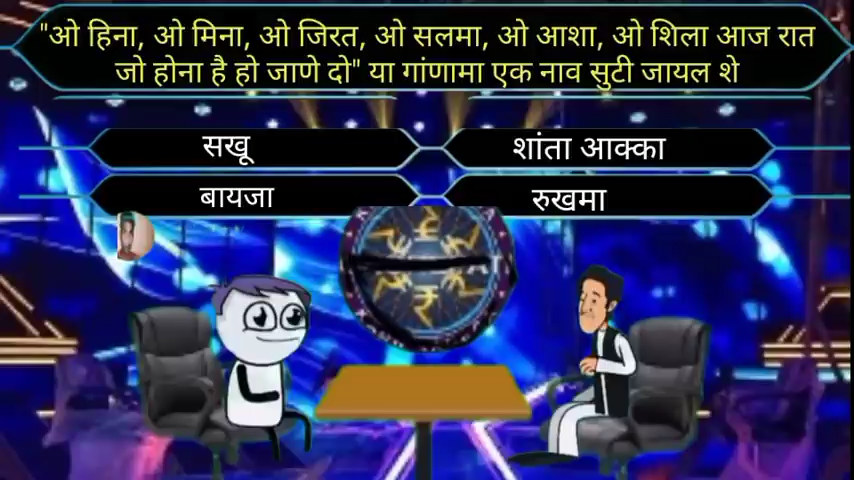 "ओ हिना, ओ मिना, ओ जिरत, ओ सलमा, ओ आशा, ओ शिला आज रात
जो होना है हो जाणे दो" या गांणामा एक नाव सुटी जायल शे
सखू
शांता आक्का
बायजा
रुखमा